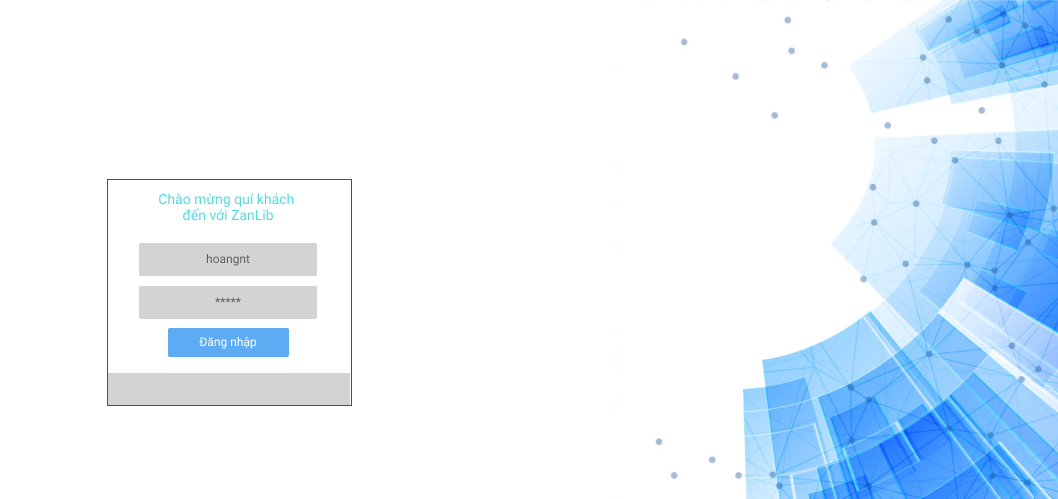 Chào mừng quí khách
đến với ZanLib
hoangnt
*****
Đăng nhập